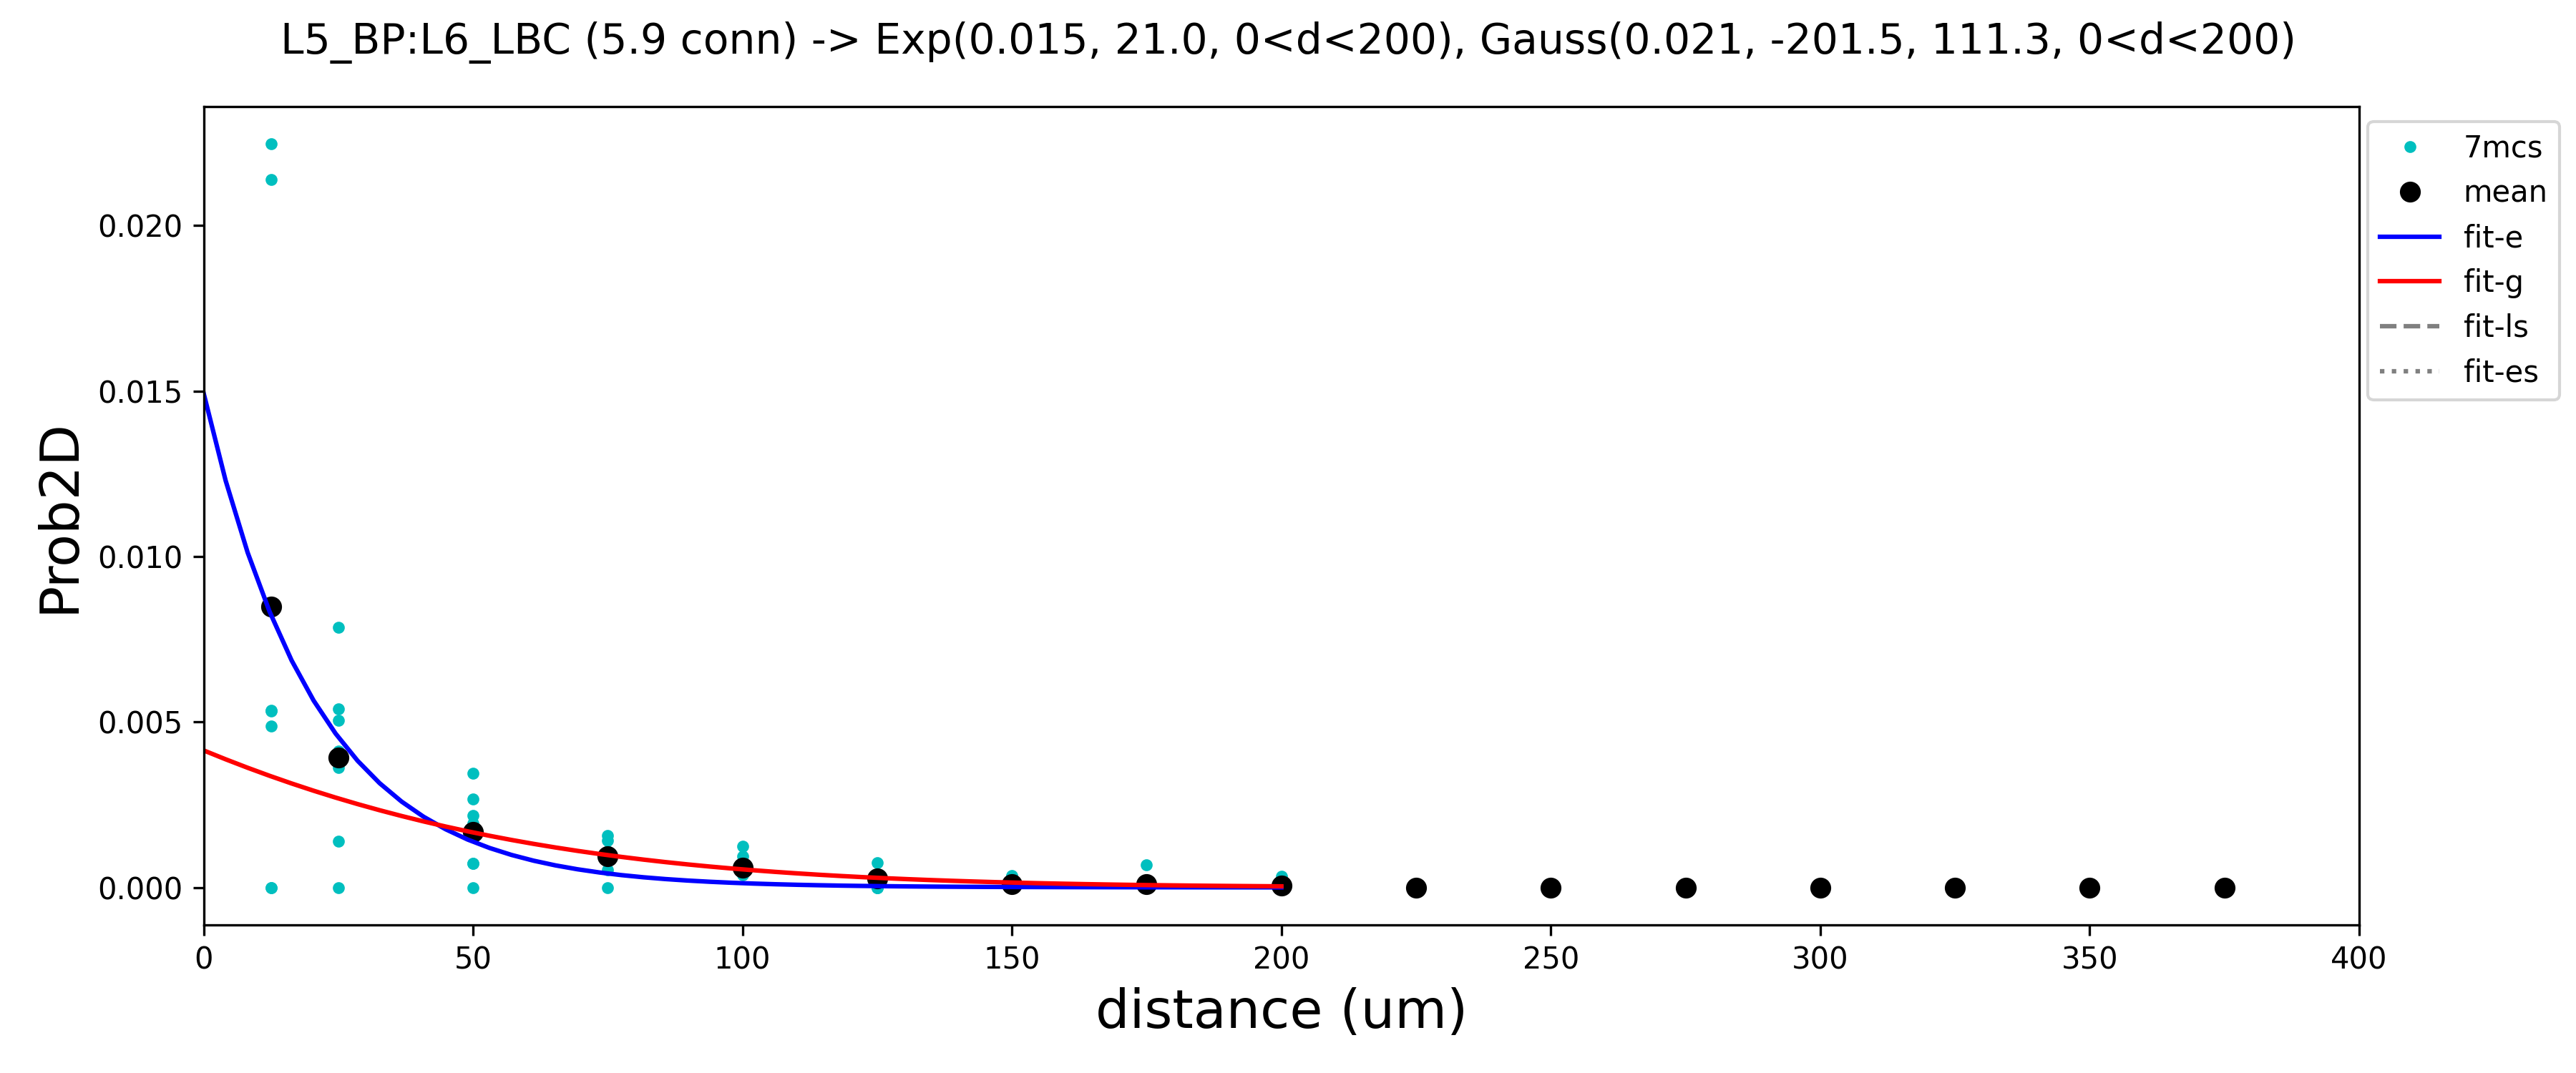 L5_BP:L6_LBC (5.9 conn) -> Exp(0.015, 21.0, 0<d<200), Gauss(0.021, -201.5, 111.3, 0<d<200)
7mcs
mean
fit-e
fit-g
fit-ls
fit-es
Prob2D
0.020
0.015
0.010
0.005
0.000
0 50 100 150 200 250 300 350 400
distance (um)